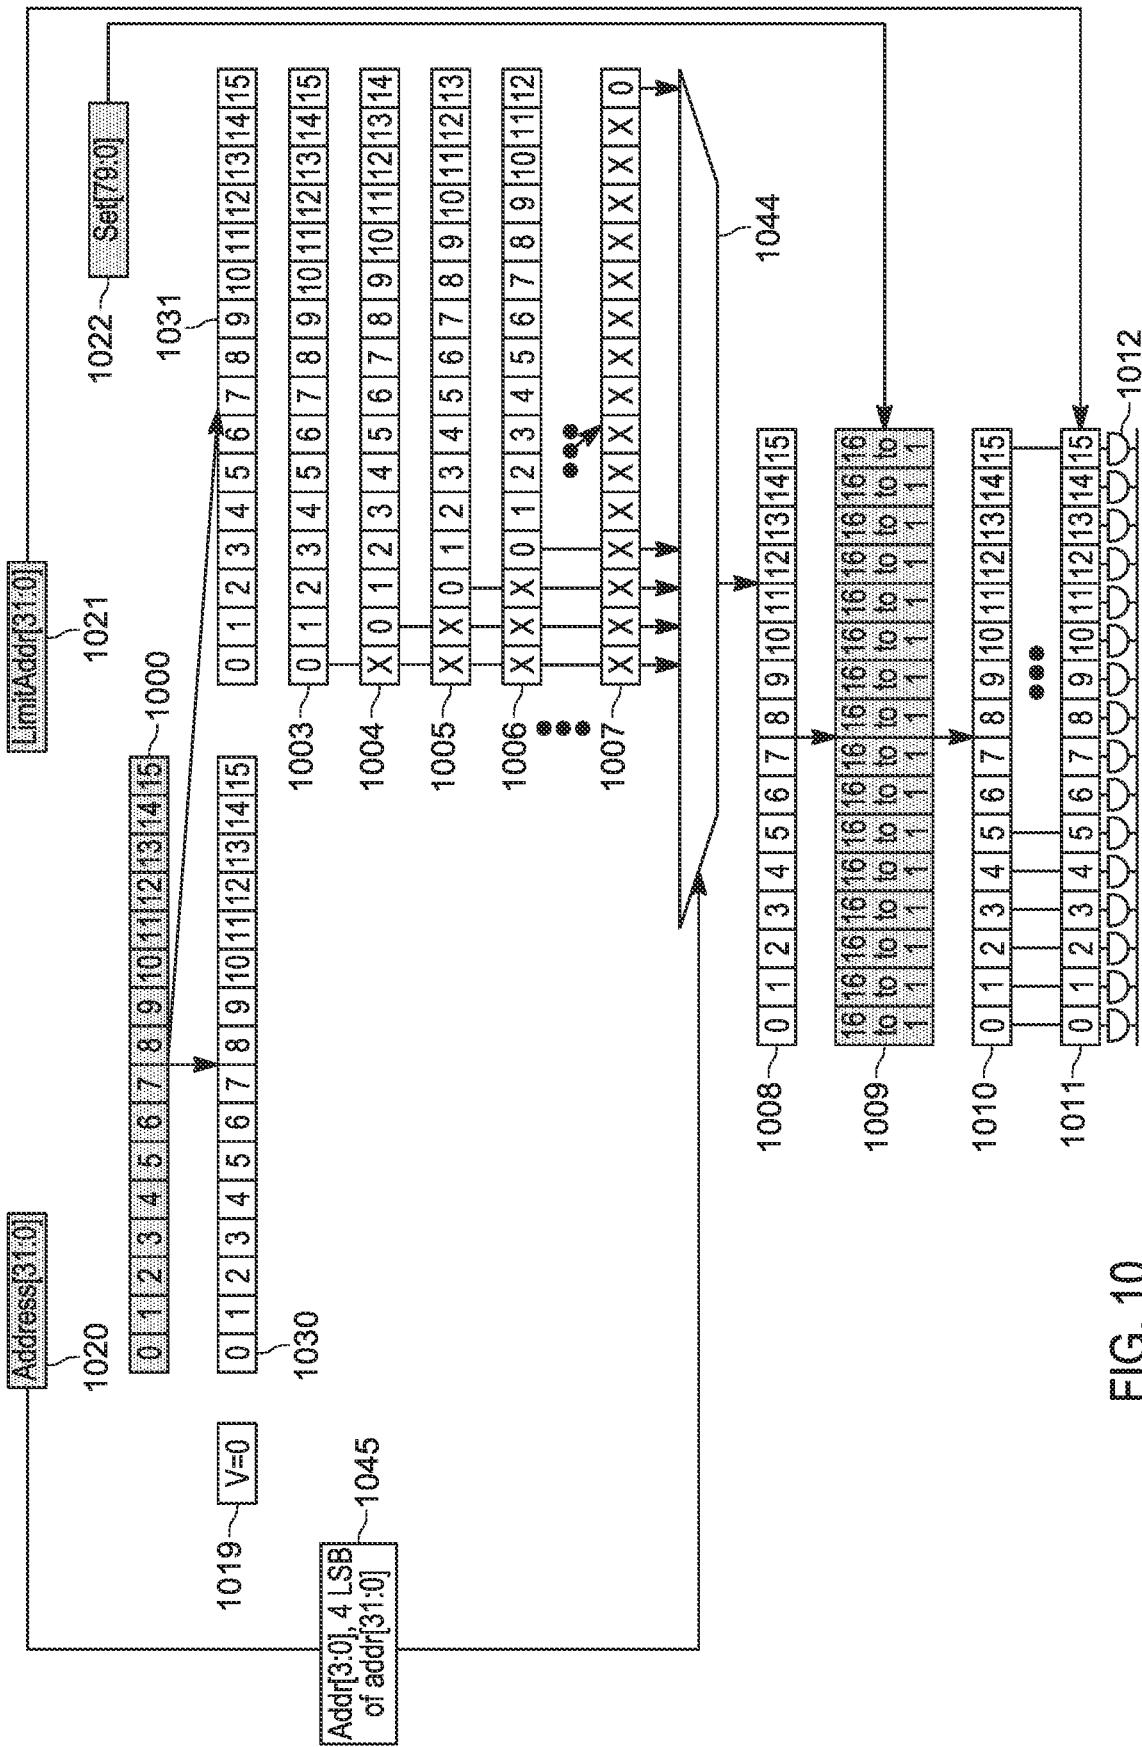 Address[31:0]
LimitAddr[31:0]
1020
1021
Set[79:0]
1022
0 1 2 3 4 5 6 7 8 9 10 11 12 13 14 15
1000
1031
V=0
1019
0 1 2 3 4 5 6 7 8 9 10 11 12 13 14 15
1030
0 1 2 3 4 5 6 7 8 9 10 11 12 13 14 15
1003
0 1 2 3 4 5 6 7 8 9 10 11 12 13 14 15
Addr[3:0], 4 LSB
of addr[31:0]
1045
1004
X 0 1 2 3 4 5 6 7 8 9 10 11 12 13 14
1005
X X 0 1 2 3 4 5 6 7 8 9 10 11 12 13
1006
X X X 0 1 2 3 4 5 6 7 8 9 10 11 12
1007
X X X X X X X X X X X X X X X 0
1044
1008
0 1 2 3 4 5 6 7 8 9 10 11 12 13 14 15
1009
16 16 16 16 16 16 16 16 16 16 16 16 16 16 16 16
to to to to to to to to to to to to to to to to
1 1 1 1 1 1 1 1 1 1 1 1 1 1 1 1
1010
0 1 2 3 4 5 6 7 8 9 10 11 12 13 14 15
1011
0 1 2 3 4 5 6 7 8 9 10 11 12 13 14 15
1012
FIG. 10